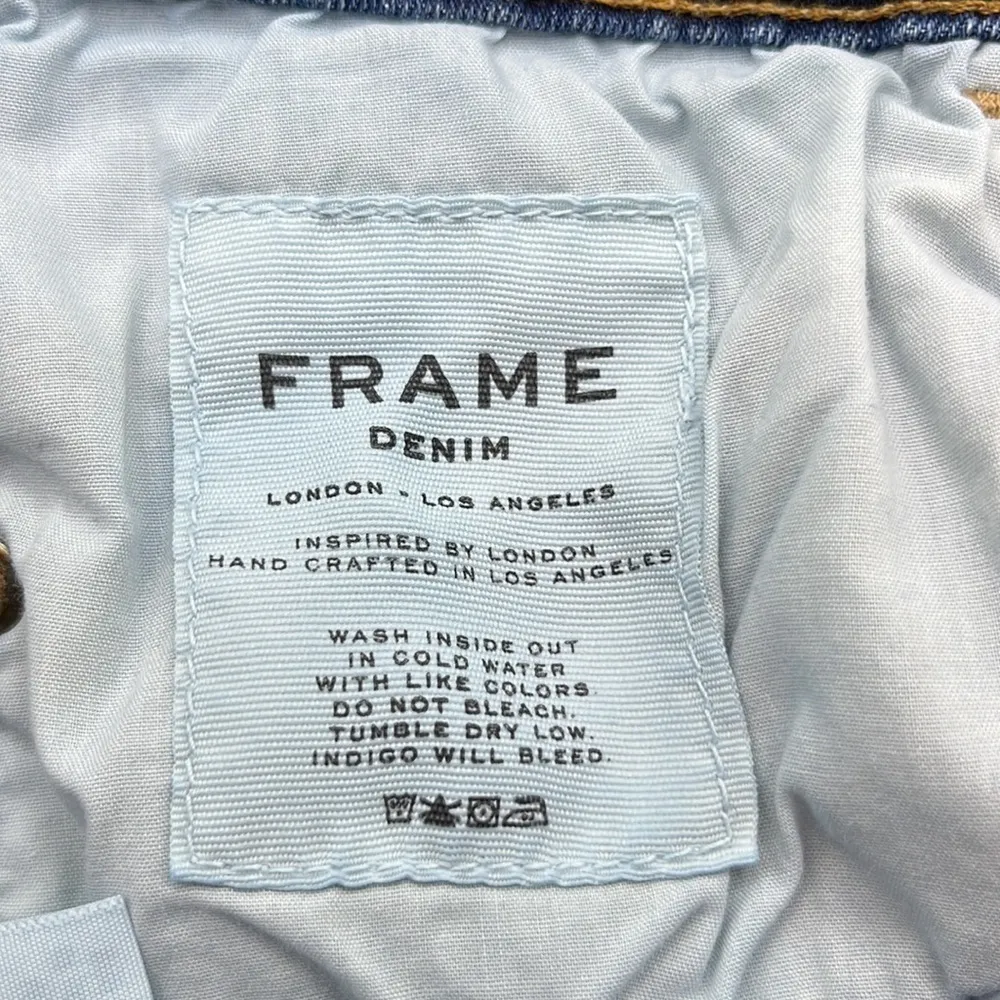 FRAME
DENIM
LONDON - LOS ANGELES
INSPIRED BY LONDON
HAND CRAFTED IN LOS ANGELES
WASH INSIDE OUT
IN COLD WATER
WITH LIKE COLORS.
DO NOT BLEACH.
TUMBLE DRY LOW.
INDIGO WILL BLEED.